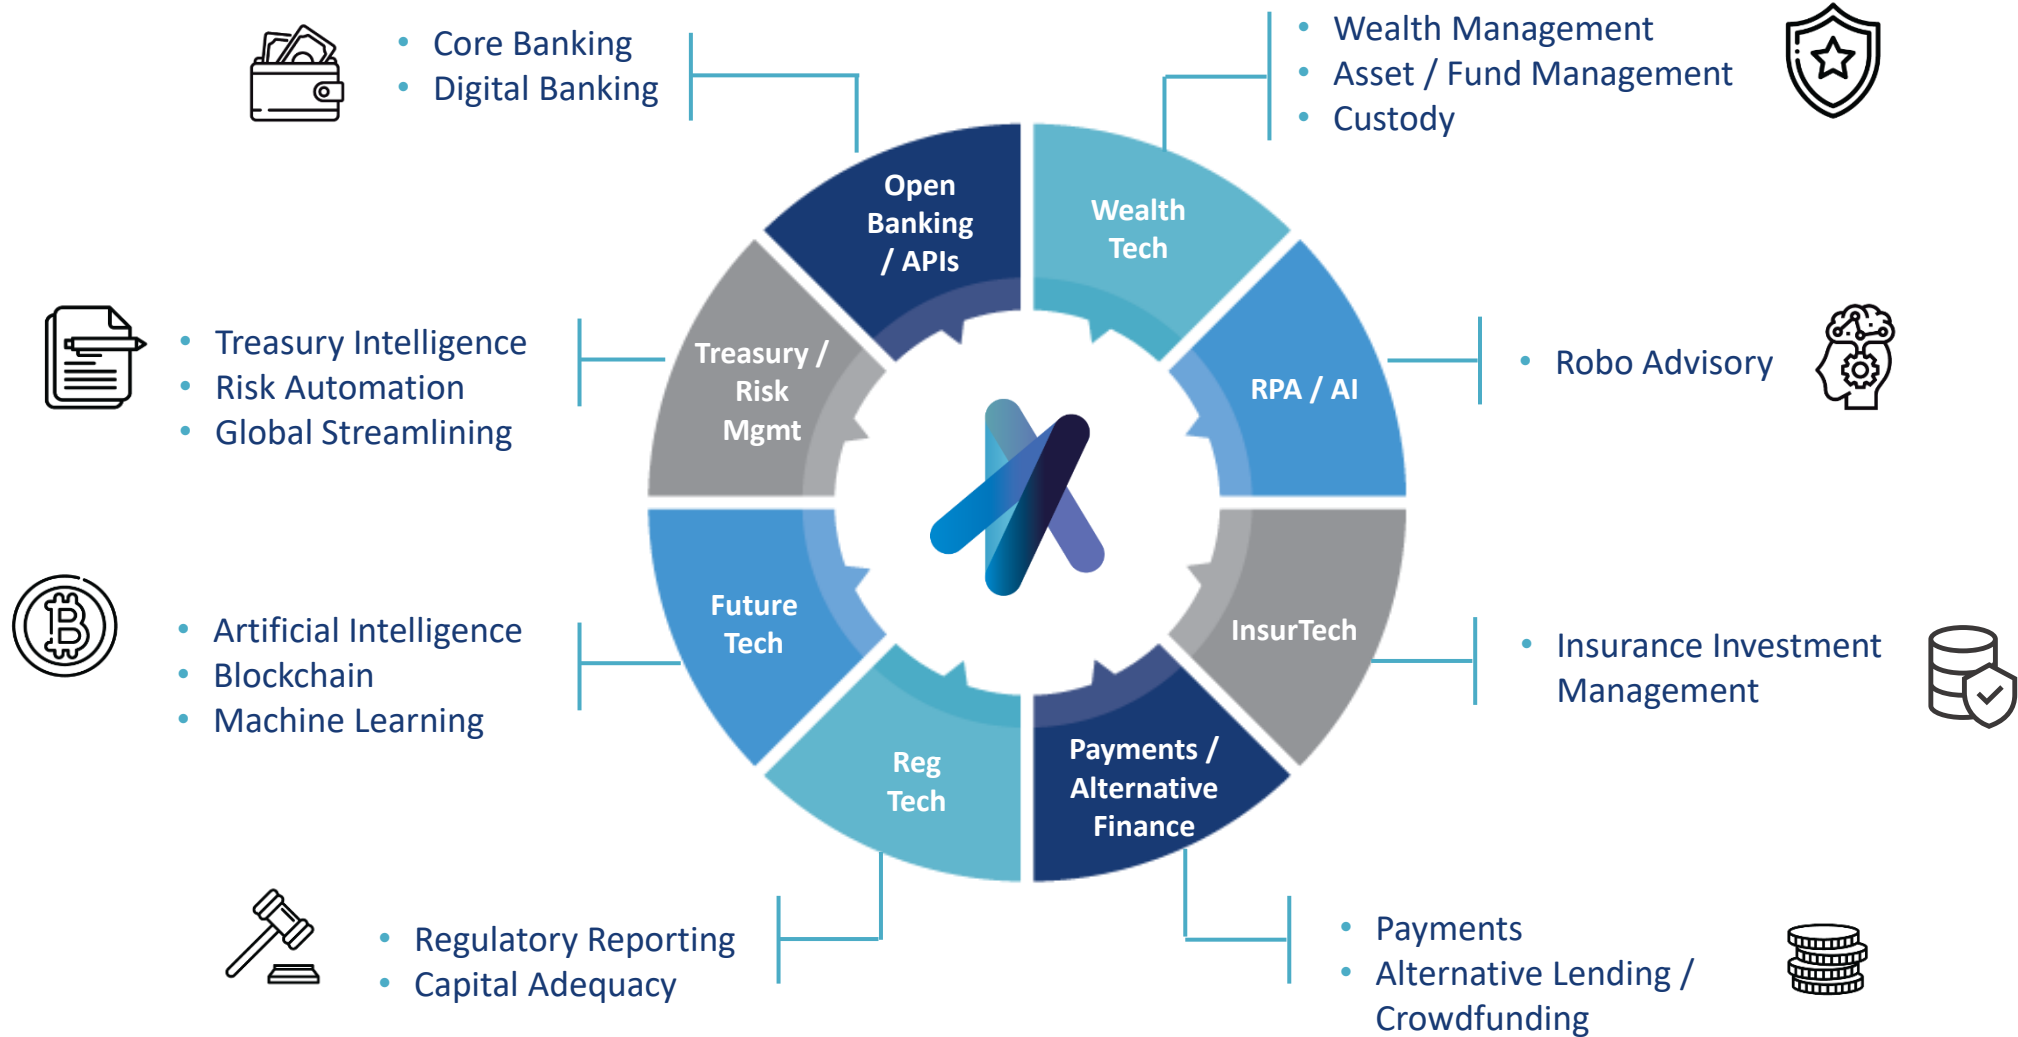 • Core Banking
• Digital Banking
• Wealth Management
• Asset / Fund Management
• Custody
Open
Banking
/ APIs
Wealth
Tech
• Treasury Intelligence
• Risk Automation
• Global Streamlining
Treasury /
Risk
Mgmt
RPA / AI
• Robo Advisory
• Artificial Intelligence
• Blockchain
• Machine Learning
Future
Tech
InsurTech
• Insurance Investment
Management
Reg
Tech
Payments /
Alternative
Finance
• Regulatory Reporting
• Capital Adequacy
• Payments
• Alternative Lending /
Crowdfunding